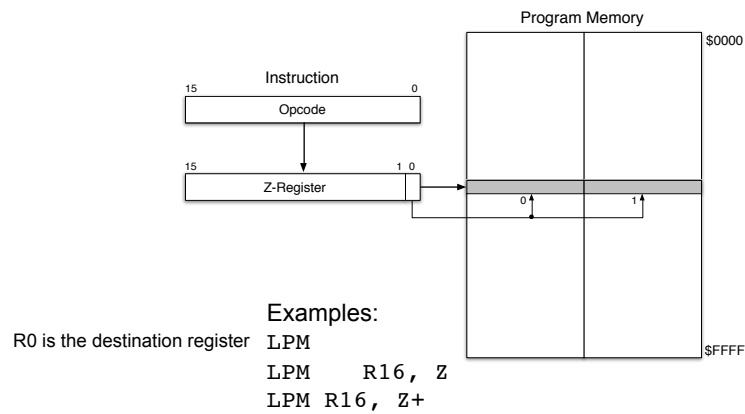 Program Memory
$0000
Instruction
15 0
Opcode
15 1 0
Z-Register
0 1
Examples:
R0 is the destination register LPM
$FFFF
LPM R16, Z
LPM R16, Z+